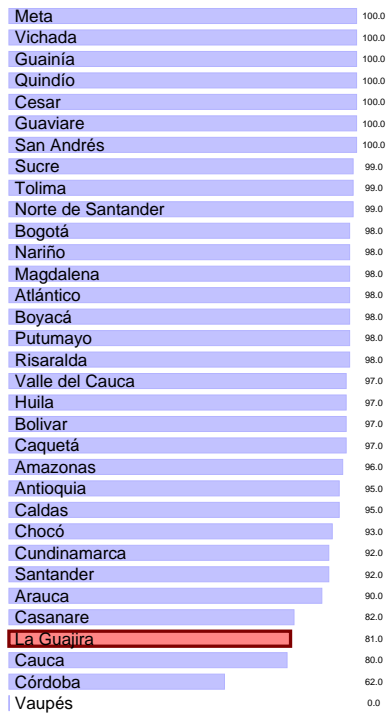 Meta 100.0
Vichada 100.0
Guainía 100.0
Quindío 100.0
Cesar 100.0
Guaviare 100.0
San Andrés 100.0
Sucre 99.0
Tolima 99.0
Norte de Santander 99.0
Bogotá 98.0
Nariño 98.0
Magdalena 98.0
Atlántico 98.0
Boyacá 98.0
Putumayo 98.0
Risaralda 98.0
Valle del Cauca 97.0
Huila 97.0
Bolivar 97.0
Caquetá 97.0
Amazonas 96.0
Antioquia 95.0
Caldas 95.0
Chocó 93.0
Cundinamarca 92.0
Santander 92.0
Arauca 90.0
Casanare 82.0
La Guajira 81.0
Cauca 80.0
Córdoba 62.0
Vaupés 0.0